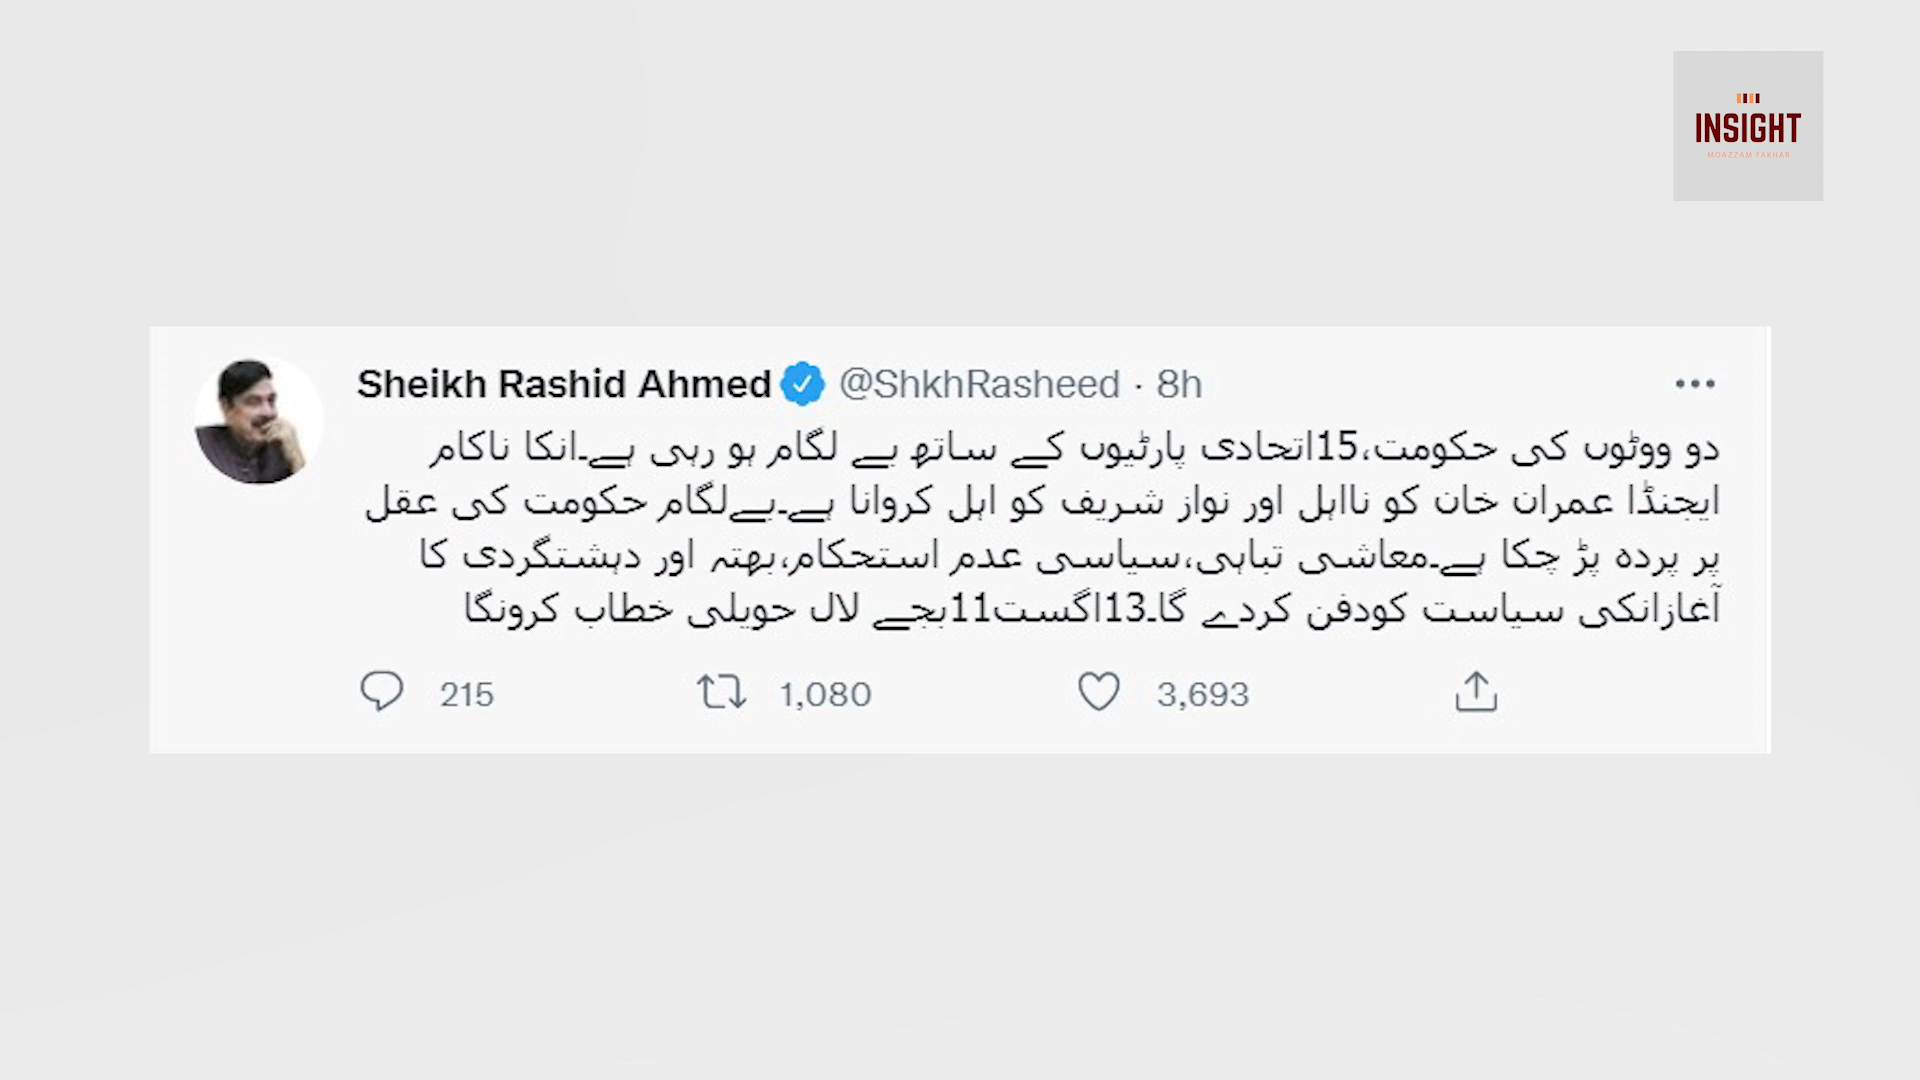 INSIGHT
MOAZZAM FAKHAR
Sheikh Rashid Ahmed @ShkhRasheed · 8h
دو ووٹوں کی حکومت،15اتحادی پارٹیوں کے ساتھ بے لگام ہو رہی ہے۔انکا ناکام
ایجنڈا عمران خان کو نااہل اور نواز شریف کو اہل کروانا ہے۔بےلگام حکومت کی عقل
پر پردہ پڑ چکا ہے۔معاشی تباہی،سیاسی عدم استحکام،بھتہ اور دہشتگردی کا
آغازانکی سیاست کودفن کردے گا۔13اگست11بجے لال حویلی خطاب کرونگا
215 1,080 3,693